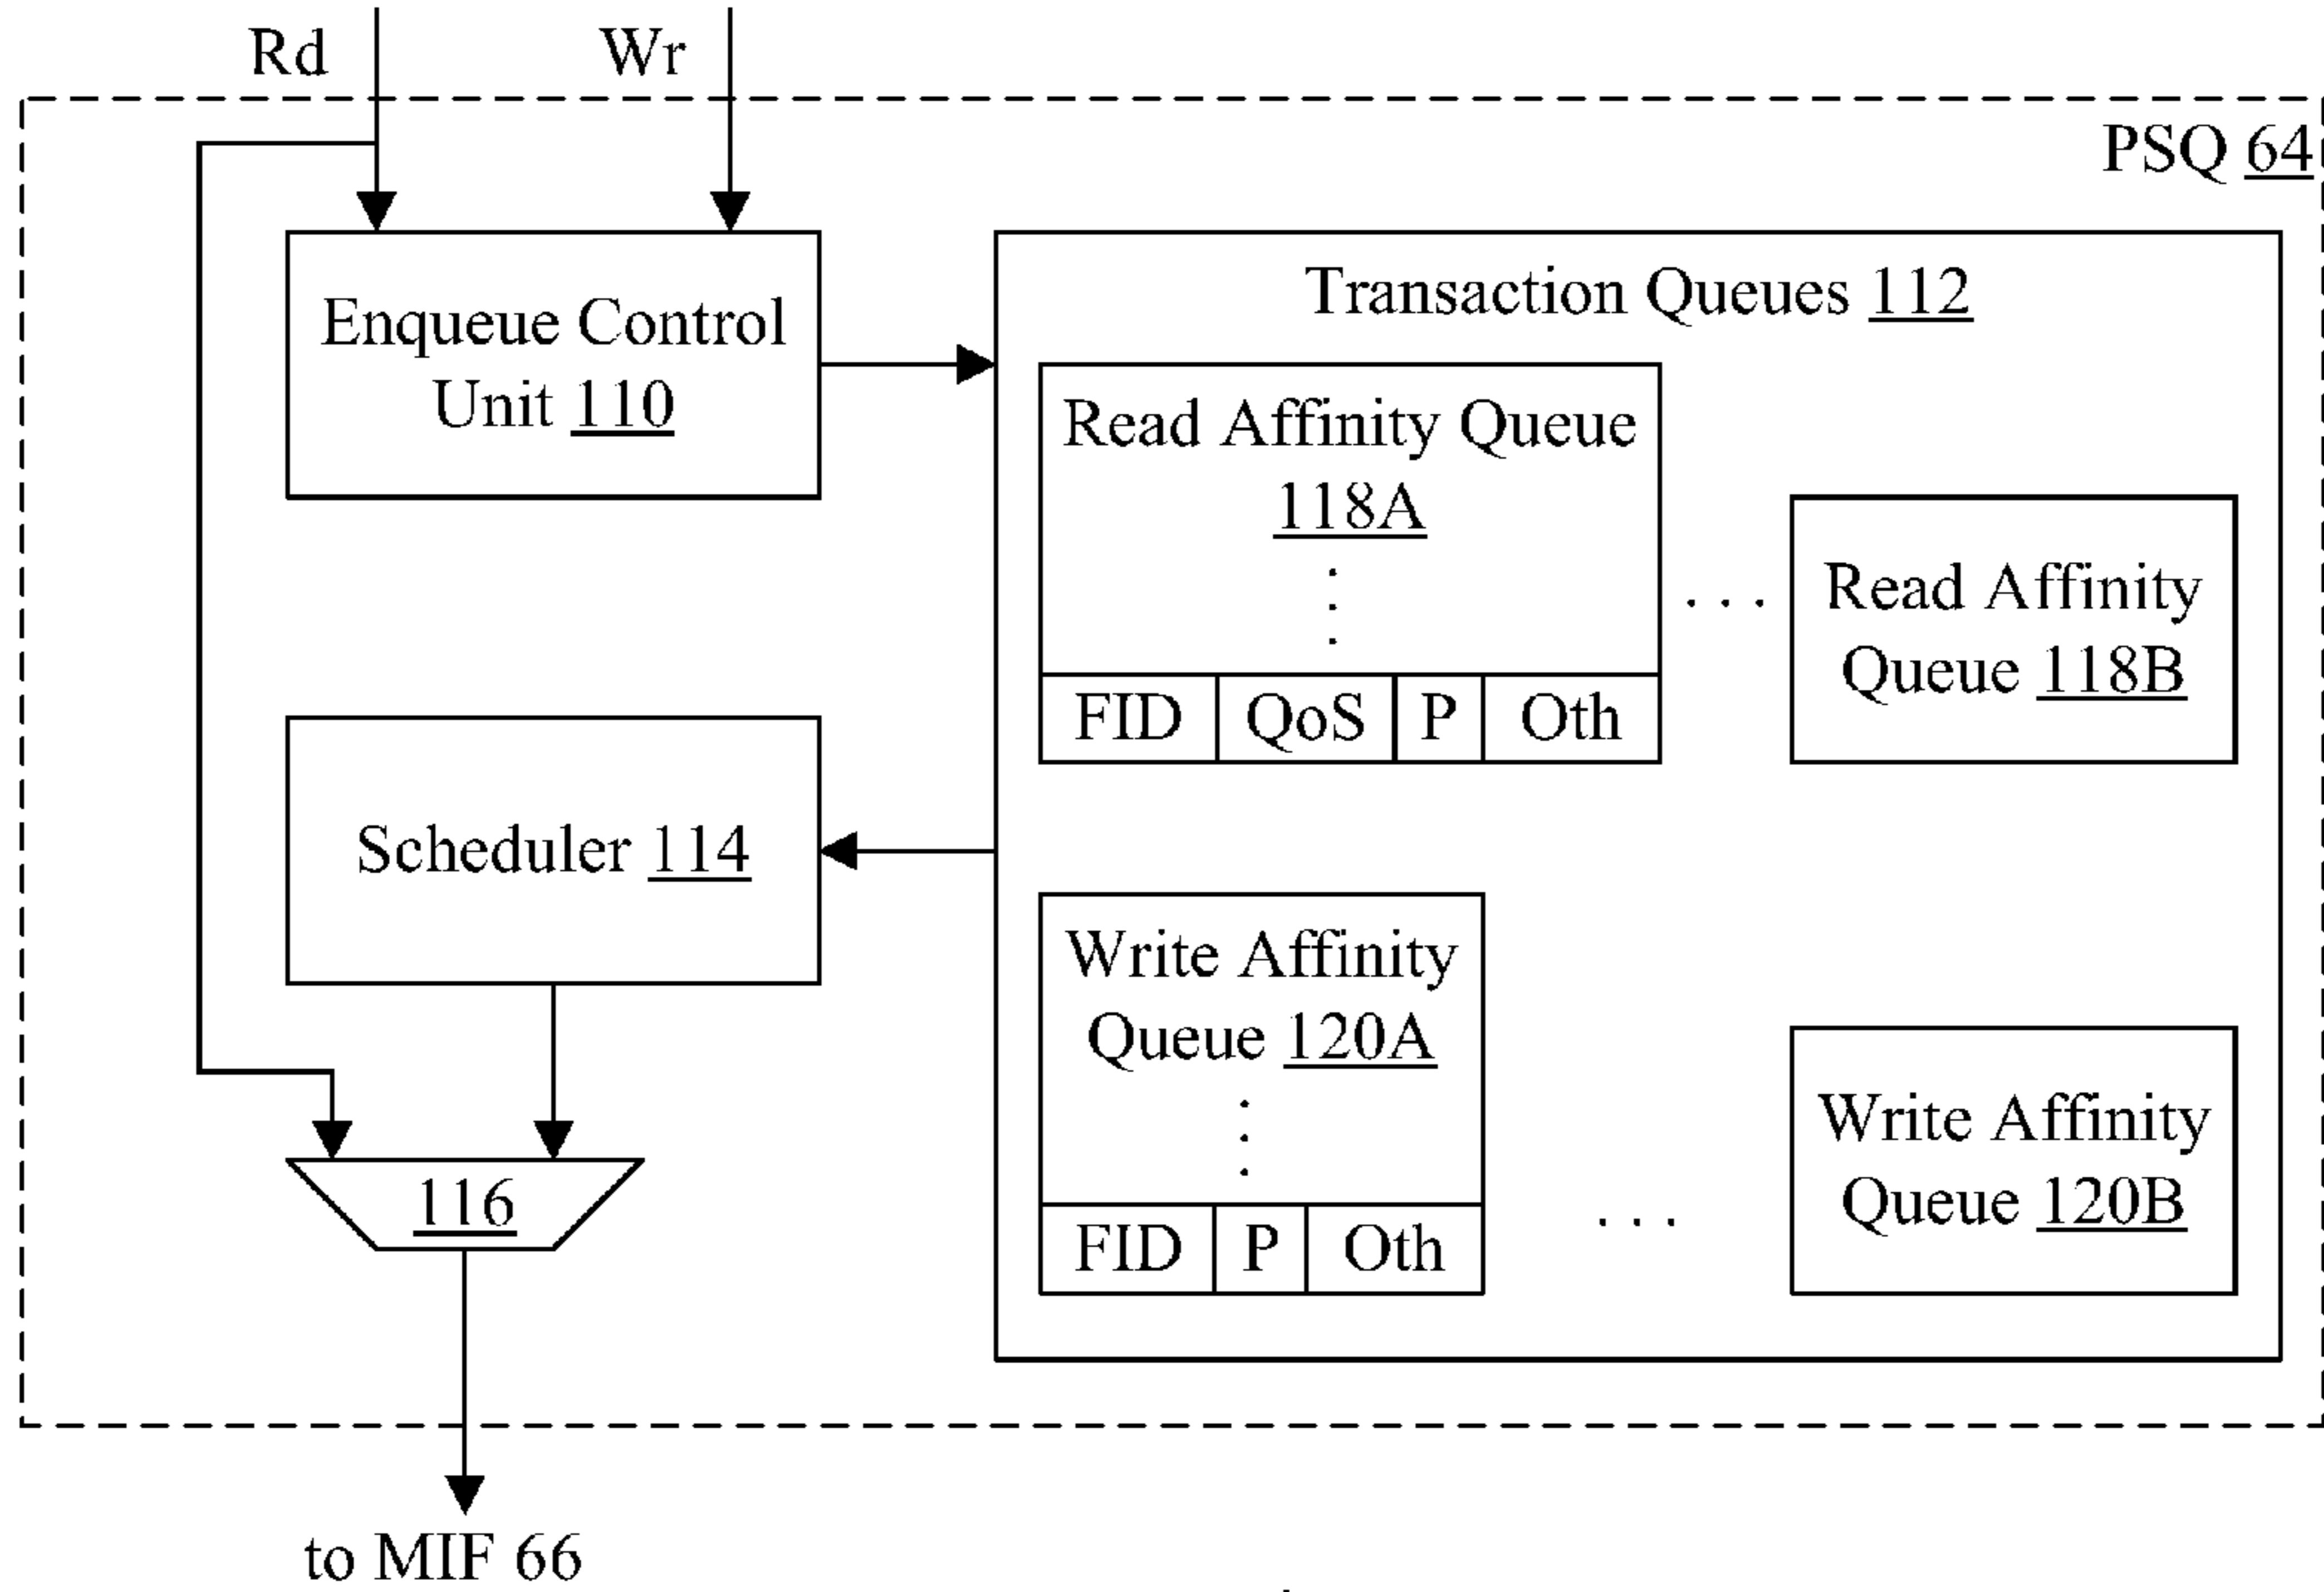 Rd
Wr
PSQ 64
Enqueue Control
Unit 110
Transaction Queues 112
Read Affinity Queue
118A
.
.
.
FID QoS P Oth
. . .
Read Affinity
Queue 118B
Scheduler 114
Write Affinity
Queue 120A
.
.
.
FID P Oth
. . .
Write Affinity
Queue 120B
116
to MIF 66